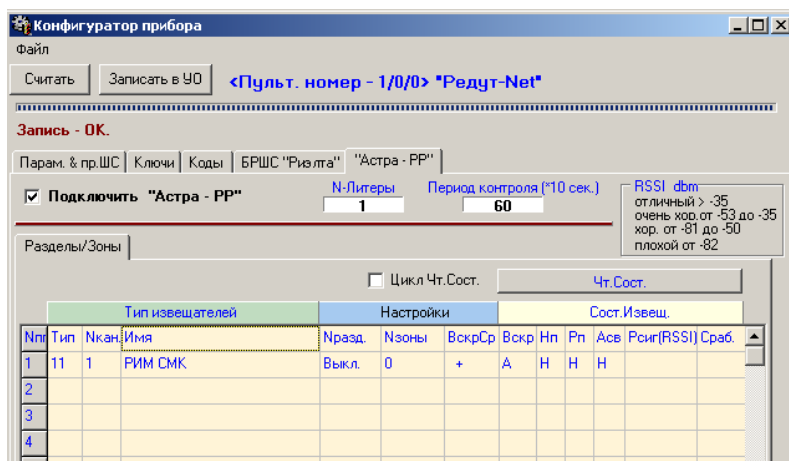 Конфигуратор прибора
Файл
Считать Записать в УО <Пульт. номер - 1/0/0> "Редут-Net"
Запись - OK.
Парам. & пр.ШС Ключи Коды БРШС "Риэлта" "Астра - РР"
Подключить "Астра - РР" N-Литеры 1 Период контроля (*10 сек.) 60
RSSI dbm
отличный > -35
очень хор.от -53 до -35
хор. от -81 до -50
плохой от -82
Разделы/Зоны
Цикл Чт.Сост. Чт.Сост.
Тип извещателей Настройки Сост.Извещ.
Nпп Тип Nкан. Имя Nразд. Nзоны ВскрСр Вскр Нп Рп Асв Рсиг(RSSI) Сраб.
1 11 1 РИМ СМК Выкл. 0 + А Н Н Н
2
3
4